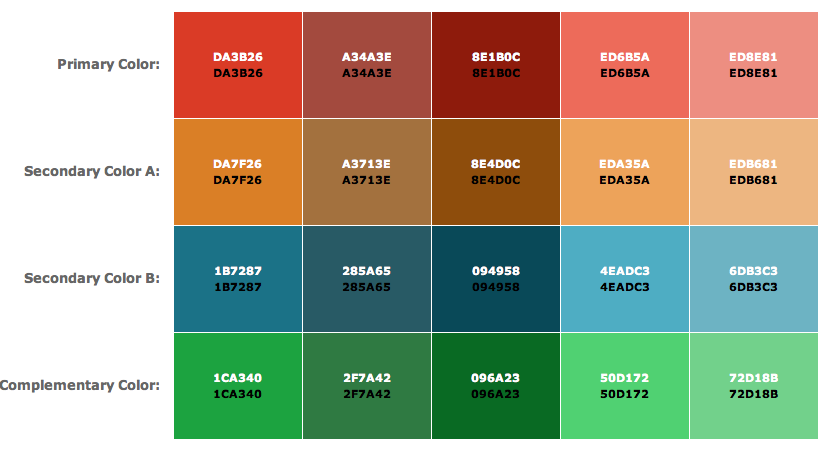 Primary Color:
DA3B26 A34A3E 8E1B0C ED6B5A ED8E81
DA3B26 A34A3E 8E1B0C ED6B5A ED8E81
Secondary Color A:
DA7F26 A3713E 8E4D0C EDA35A EDB681
DA7F26 A3713E 8E4D0C EDA35A EDB681
Secondary Color B:
1B7287 285A65 094958 4EADC3 6DB3C3
1B7287 285A65 094958 4EADC3 6DB3C3
Complementary Color:
1CA340 2F7A42 096A23 50D172 72D18B
1CA340 2F7A42 096A23 50D172 72D18B